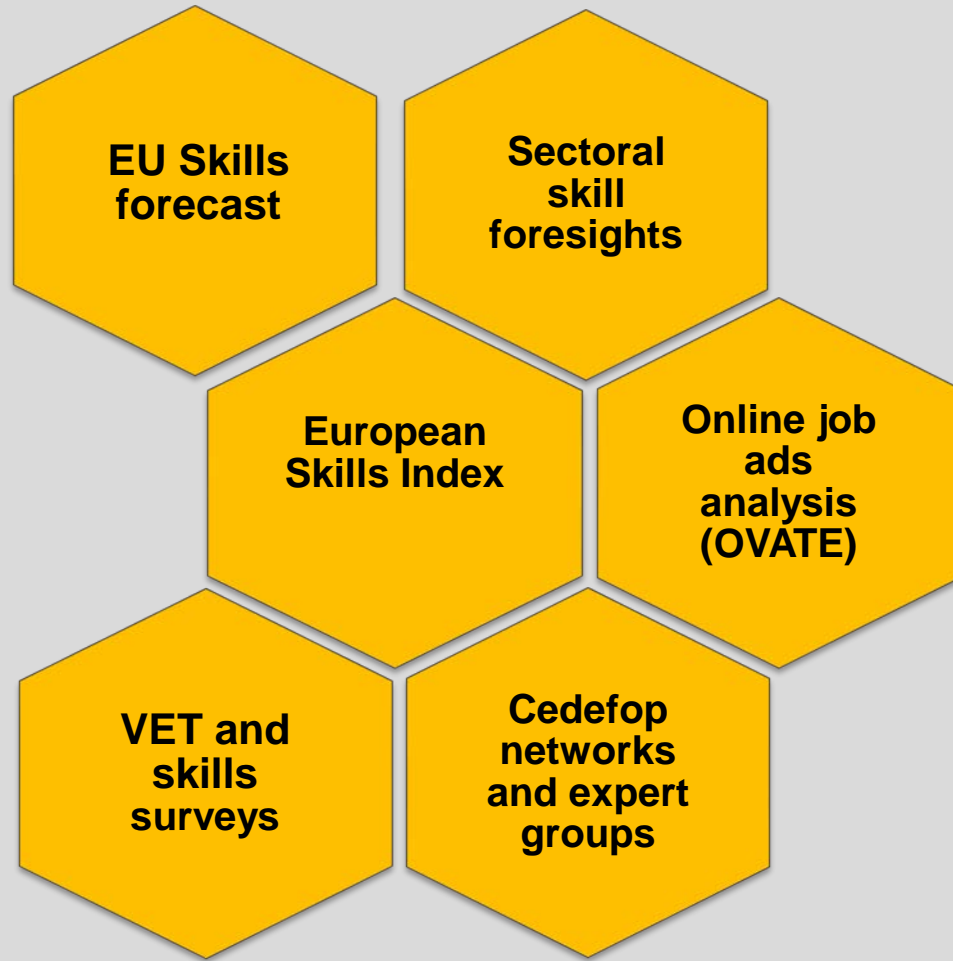 EU Skills
forecast
Sectoral
skill
foresights
European
Skills Index
Online job
ads
analysis
(OVATE)
VET and
skills
surveys
Cedefop
networks
and expert
groups